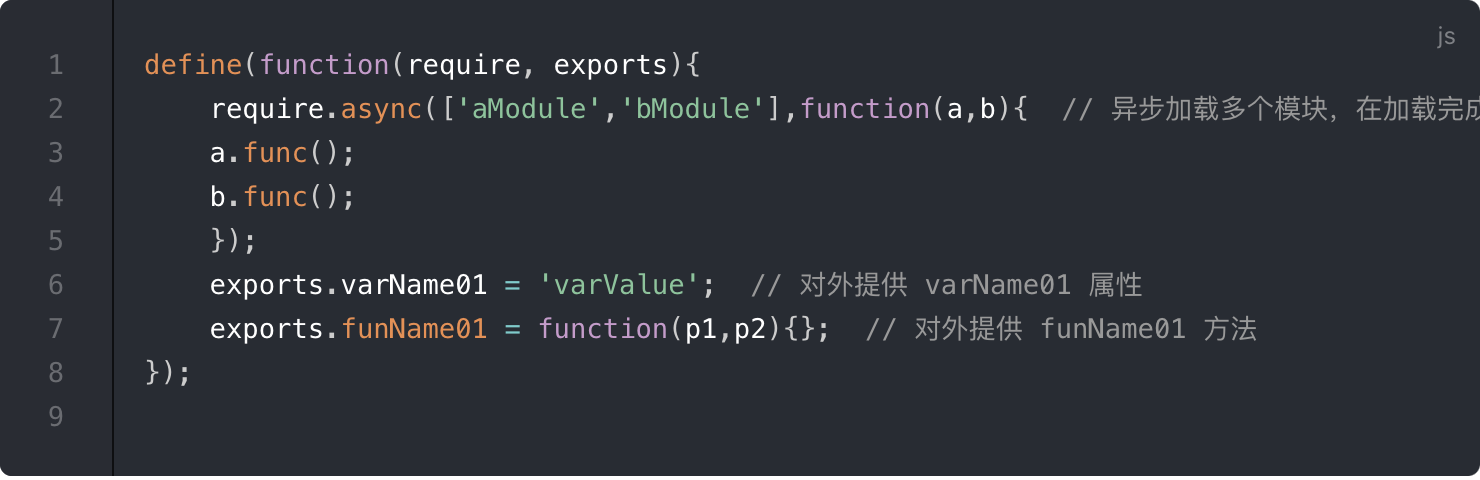 js
1 define(function(require, exports){
2     require.async(['aModule','bModule'],function(a,b){  // 异步加载多个模块，在加载完
3     a.func();
4     b.func();
5     });
6     exports.varName01 = 'varValue';  // 对外提供 varName01 属性
7     exports.funName01 = function(p1,p2){};  // 对外提供 funName01 方法
8 });
9